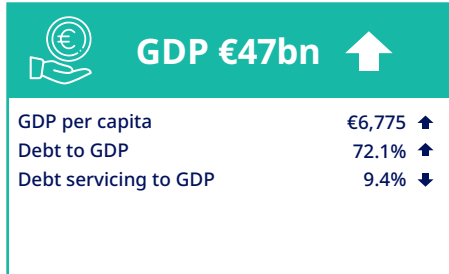 GDP €47bn
GDP per capita €6,775
Debt to GDP 72.1%
Debt servicing to GDP 9.4%